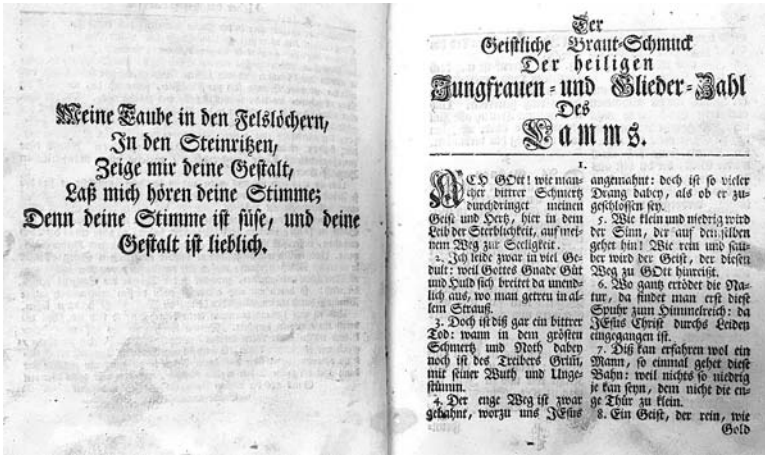 Meine Taube in den Felslöchern,
In den Steinritzen,
Zeige mir deine Gestalt,
Laß mich hören deine Stimme;
Denn deine Stimme ist süse, und deine
Gestalt ist lieblich.
Der
Geistliche Braut-Schmuck
Der heiligen
Jungfrauen- und Glieder-Zahl
Des
Lamms.
1.
ACH GOtt! wie man-
cher bittrer Schmertz
durchdringet meinen
Geist und Hertz, hier in dem
Leib der Sterblichkeit, auf mei-
nem Weg zur Seeligkeit.
2. Ich leide zwar in viel Ge-
dult: weil Gottes Gnade Güt
und Huld sich breitet da unend-
lich aus, wo man getreu in al-
lem Strauß.
3. Doch ist diß gar ein bittrer
Tod: wann in dem grösten
Schmertz und Noth dabey
noch ist des Treibers Grim,
mit seiner Wuth und Unge-
stümm.
4. Der enge Weg ist zwar
gebahnt, worzu uns JEsus
angemahnt: doch ist so vieler
Drang dabey, als ob er zu-
geschlossen sey.
5. Wie klein und niedrig wird
der Sinn, der auf den selben
gehet hin! Wie rein und sau-
ber wird der Geist, der diesen
Weg zu GOtt hinreißt.
6. Wo gantz ertödet die Na-
tur, da findet man erst diese
Spuhr zum Himmelreich: da
JEsus Christ durchs Leiden
eingegangen ist.
7. Diß kan erfahren wol ein
Mann, so einmal gehet diese
Bahn: weil nichts so niedrig
je kan seyn, dem nicht die en-
ge Thür zu klein.
8. Ein Geist, der rein, wie
Gold